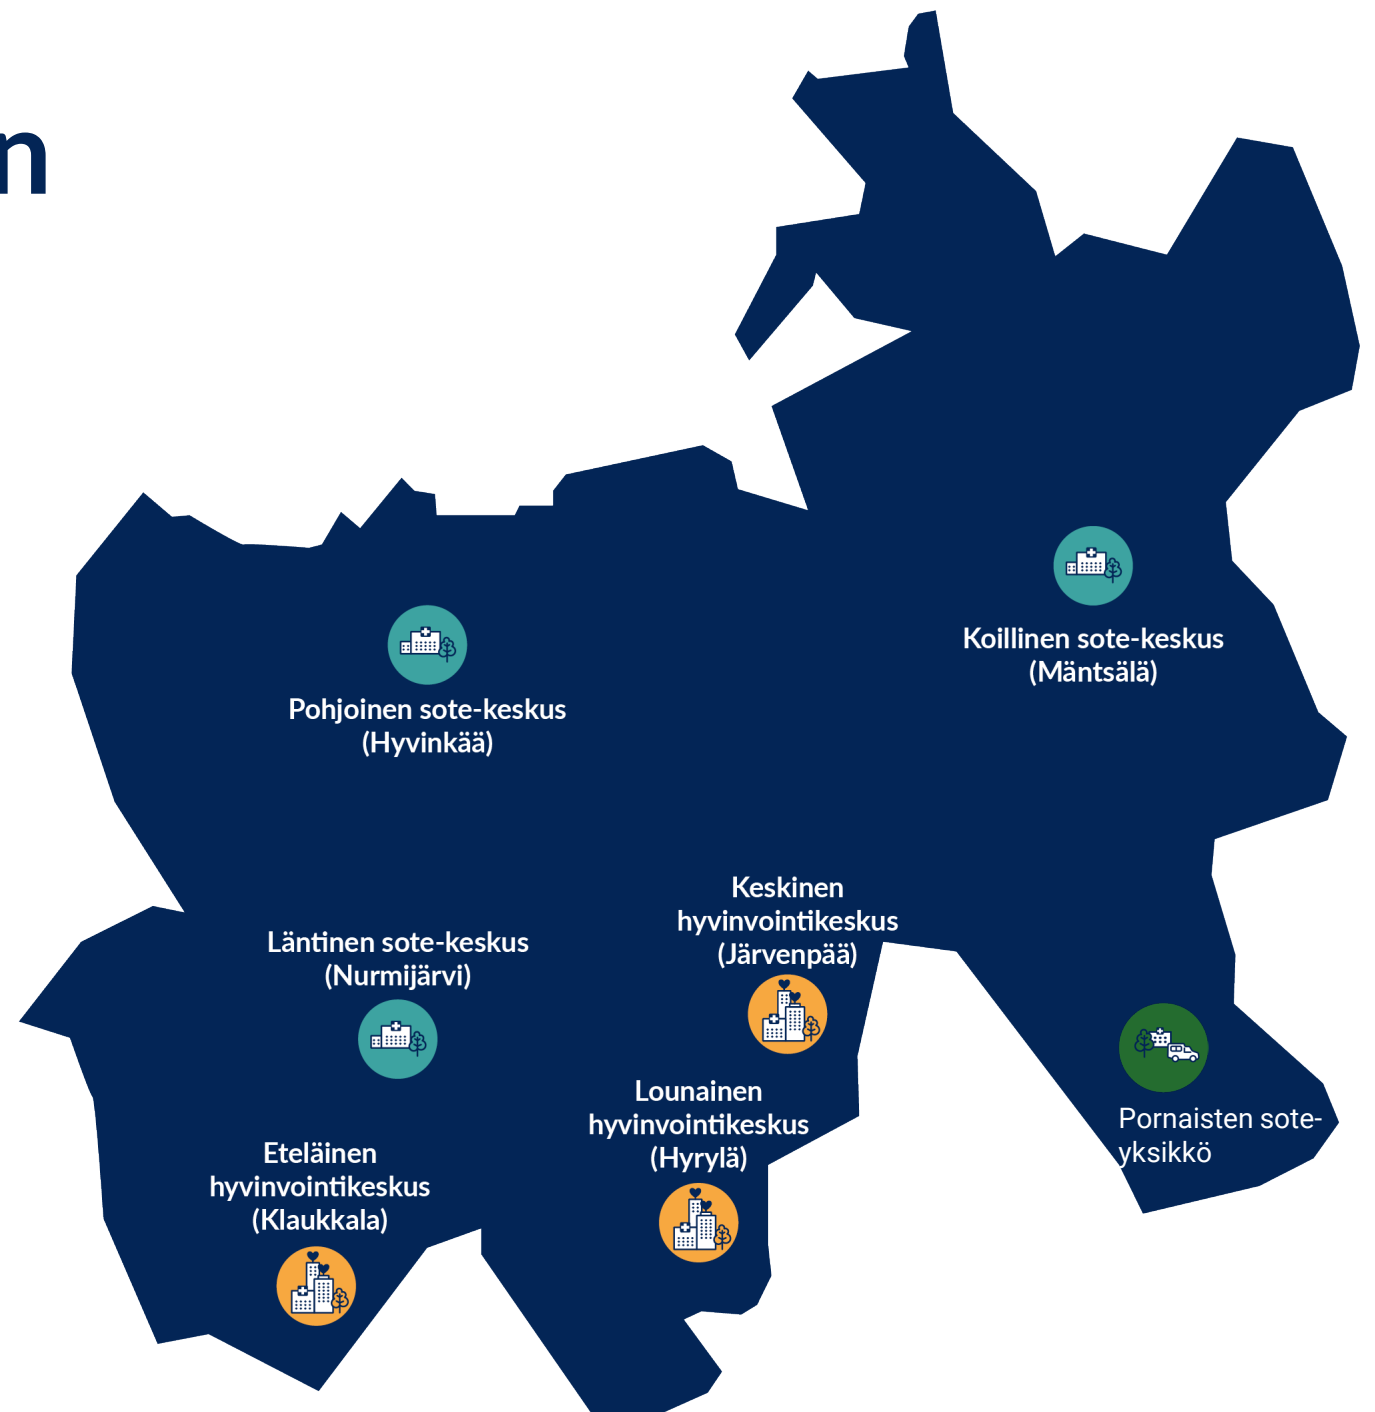 n
Koillinen sote-keskus
(Mäntsälä)
Pohjoinen sote-keskus
(Hyvinkää)
Keskinen
hyvinvointikeskus
(Järvenpää)
Läntinen sote-keskus
(Nurmijärvi)
Lounainen
hyvinvointikeskus
(Hyrylä)
Pornaisten sote-
yksikkö
Eteläinen
hyvinvointikeskus
(Klaukkala)